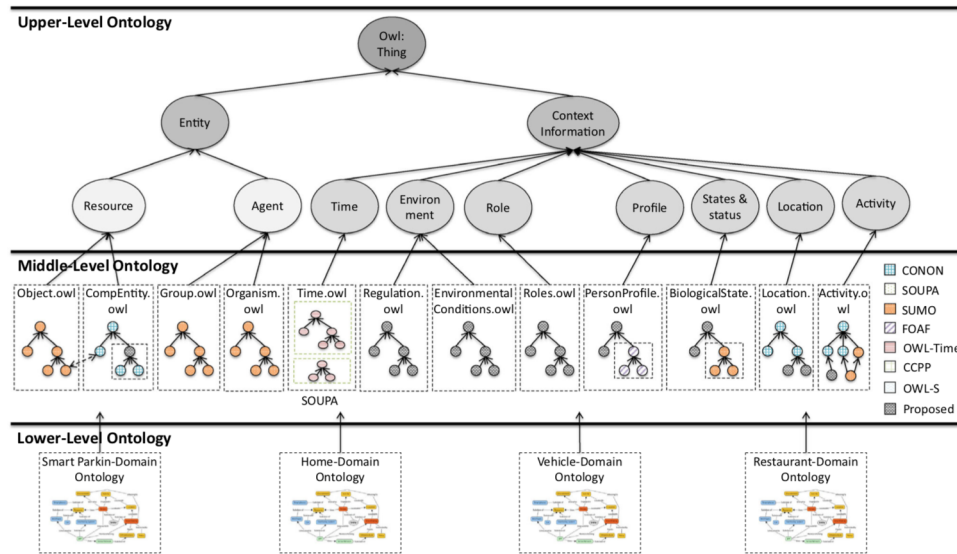 Upper-Level Ontology
Owl:
Thing
Entity
Context
Information
Resource
Agent
Time
Environ
ment
Role
Profile
States &
status
Location
Activity
Middle-Level Ontology
Object.owl
CompEntity.
owl
Group.owl
Organism.owl
Time.owl
Regulation.
owl
Environmental
Conditions.owl
Roles.owl
PersonProfile.
owl
BiologicalState.
owl
Location.
owl
Activity.o
wl
CONON
SOUPA
SUMO
FOAF
OWL-Time
CCPP
OWL-S
Proposed
SOUPA
Lower-Level Ontology
Smart Parkin-Domain
Ontology
Home-Domain
Ontology
Vehicle-Domain
Ontology
Restaurant-Domain
Ontology